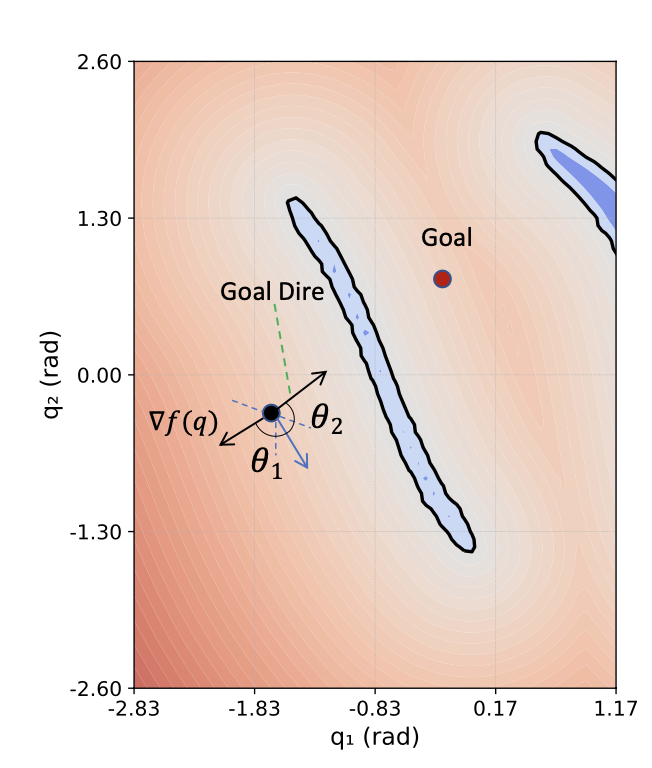 2.60
1.30
0.00
-1.30
-2.60
q₂ (rad)
Goal
Goal Dire
∇f(q)
θ₂
θ₁
-2.83 -1.83 -0.83 0.17 1.17
q₁ (rad)